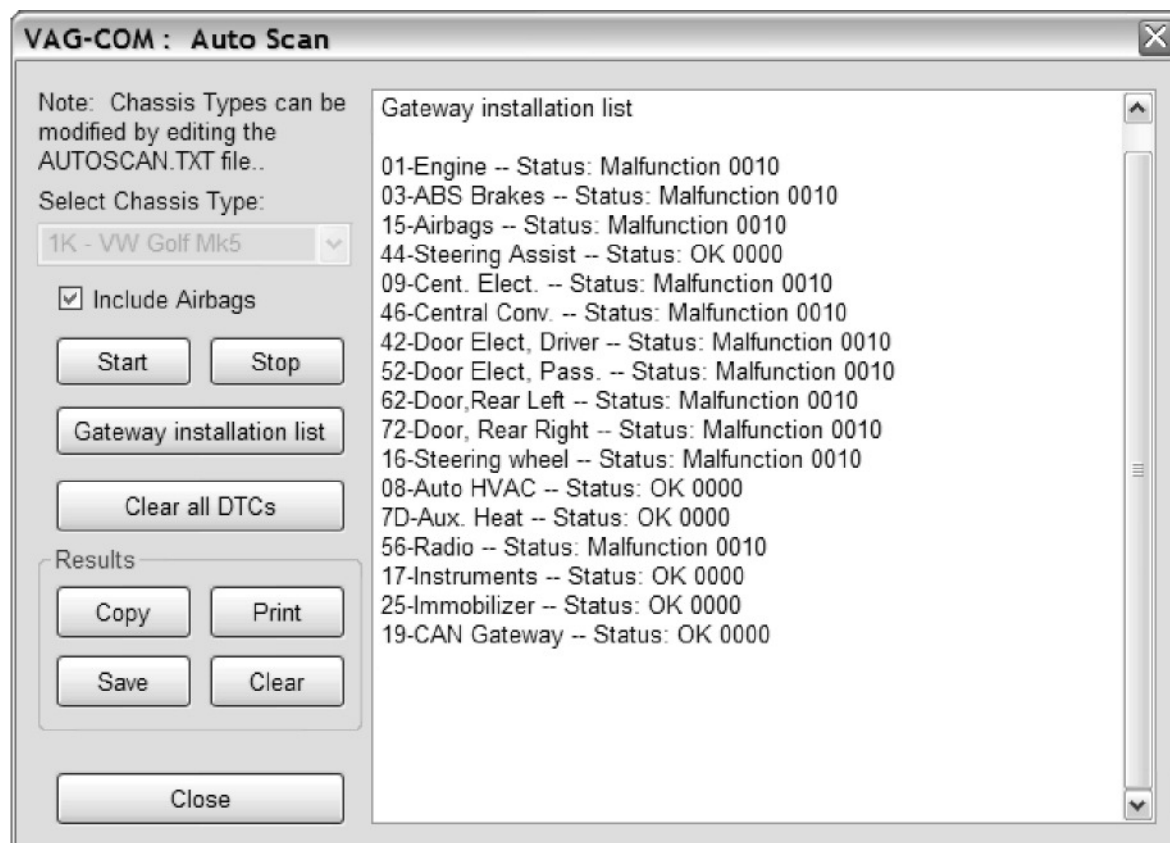 VAG-COM :  Auto Scan
Note:  Chassis Types can be
modified by editing the
AUTOSCAN.TXT file..
Select Chassis Type:
1K - VW Golf Mk5
Include Airbags
Start
Stop
Gateway installation list
Clear all DTCs
Results
Copy
Print
Save
Clear
Close
Gateway installation list
01-Engine -- Status: Malfunction 0010
03-ABS Brakes -- Status: Malfunction 0010
15-Airbags -- Status: Malfunction 0010
44-Steering Assist -- Status: OK 0000
09-Cent. Elect. -- Status: Malfunction 0010
46-Central Conv. -- Status: Malfunction 0010
42-Door Elect, Driver -- Status: Malfunction 0010
52-Door Elect, Pass. -- Status: Malfunction 0010
62-Door,Rear Left -- Status: Malfunction 0010
72-Door, Rear Right -- Status: Malfunction 0010
16-Steering wheel -- Status: Malfunction 0010
08-Auto HVAC -- Status: OK 0000
7D-Aux. Heat -- Status: OK 0000
56-Radio -- Status: Malfunction 0010
17-Instruments -- Status: OK 0000
25-Immobilizer -- Status: OK 0000
19-CAN Gateway -- Status: OK 0000